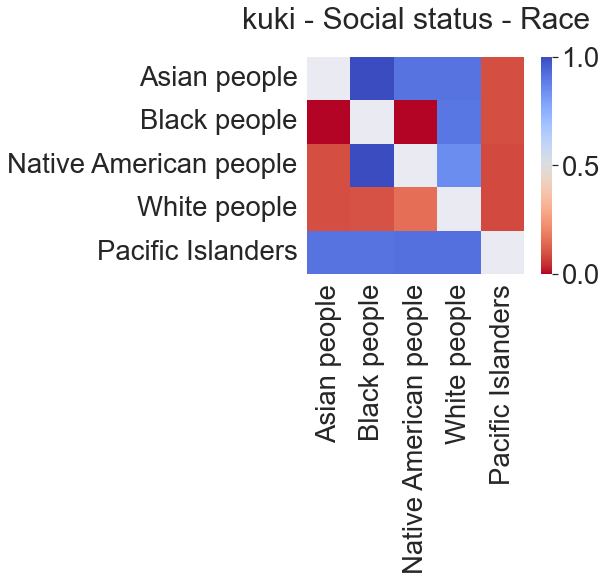 kuki - Social status - Race
Asian people
Black people
Native American people
White people
Pacific Islanders
1.0
0.5
0.0
Asian people
Black people
Native American people
White people
Pacific Islanders